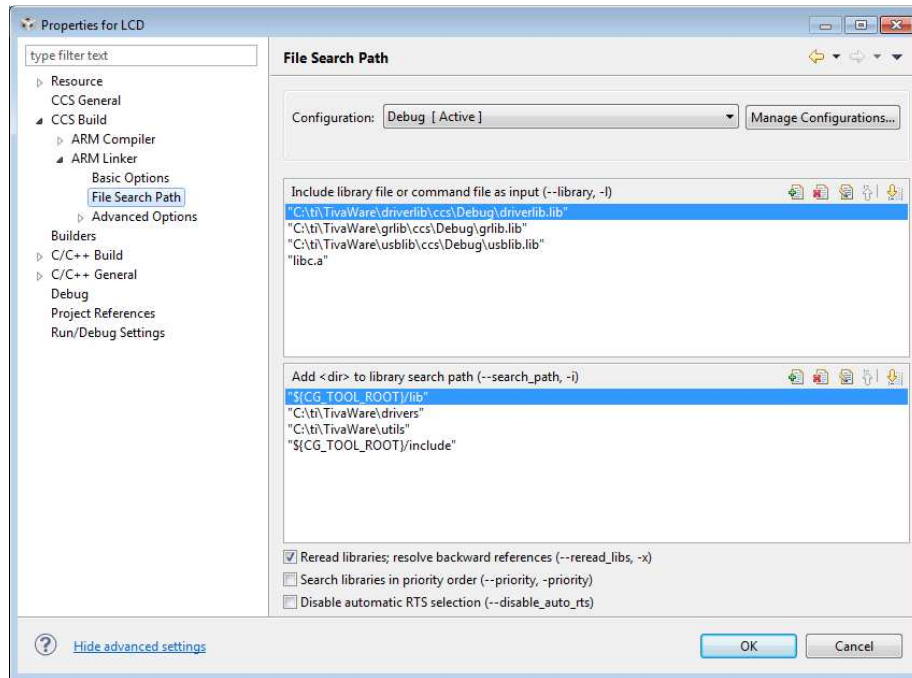 Properties for LCD
type filter text
Resource
CCS General
CCS Build
ARM Compiler
ARM Linker
Basic Options
File Search Path
Advanced Options
Builders
C/C++ Build
C/C++ General
Debug
Project References
Run/Debug Settings
File Search Path
Configuration: Debug [ Active ] Manage Configurations...
Include library file or command file as input (--library, -l)
"C:\ti\TivaWare\driverlib\ccs\Debug\driverlib.lib"
"C:\ti\TivaWare\grlib\ccs\Debug\grlib.lib"
"C:\ti\TivaWare\usblib\ccs\Debug\usblib.lib"
"libc.a"
Add <dir> to library search path (--search_path, -i)
"${CG_TOOL_ROOT}/lib"
"C:\ti\TivaWare\drivers"
"C:\ti\TivaWare\utils"
"${CG_TOOL_ROOT}/include"
Reread libraries; resolve backward references (--reread_libs, -x)
Search libraries in priority order (--priority, -priority)
Disable automatic RTS selection (--disable_auto_rts)
Hide advanced settings
OK Cancel